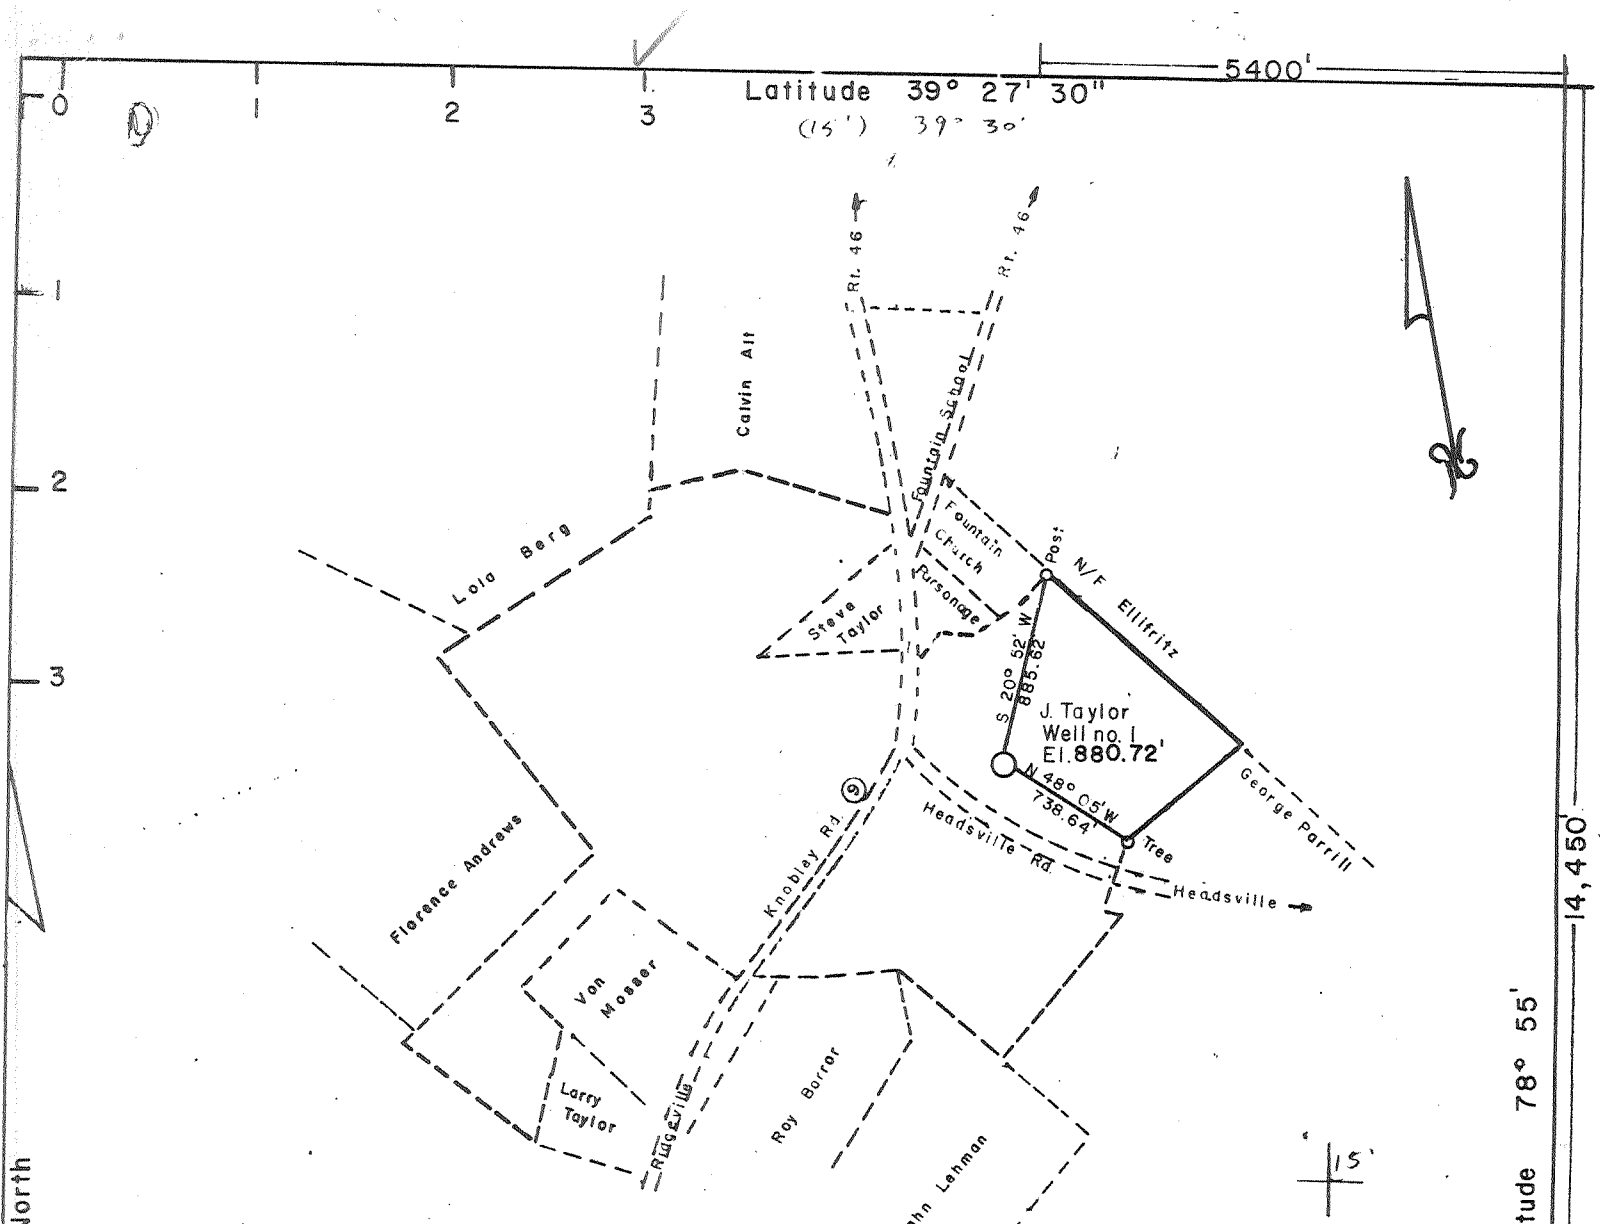 5400'
Latitude 39° 27' 30"
(15') 39° 30'
0
1
2
3
1
2
3
Rt. 46
Rt. 46
Calvin Alt
Fountain School
Lola Berg
Fountain
Church
Parsonage
Post
N/F Ellifritz
Steve
Taylor
S 20° 52' W
885.62
J. Taylor
Well no. 1
El. 880.72'
N 48° 05' W
738.64'
Tree
George Parrill
9
Knobley Rd.
Headsville Rd.
Headsville
Florence Andrews
Von
Mosser
Larry
Taylor
Ridgeville
Roy Borror
Lehman
15'
14,450'
78° 55'
North